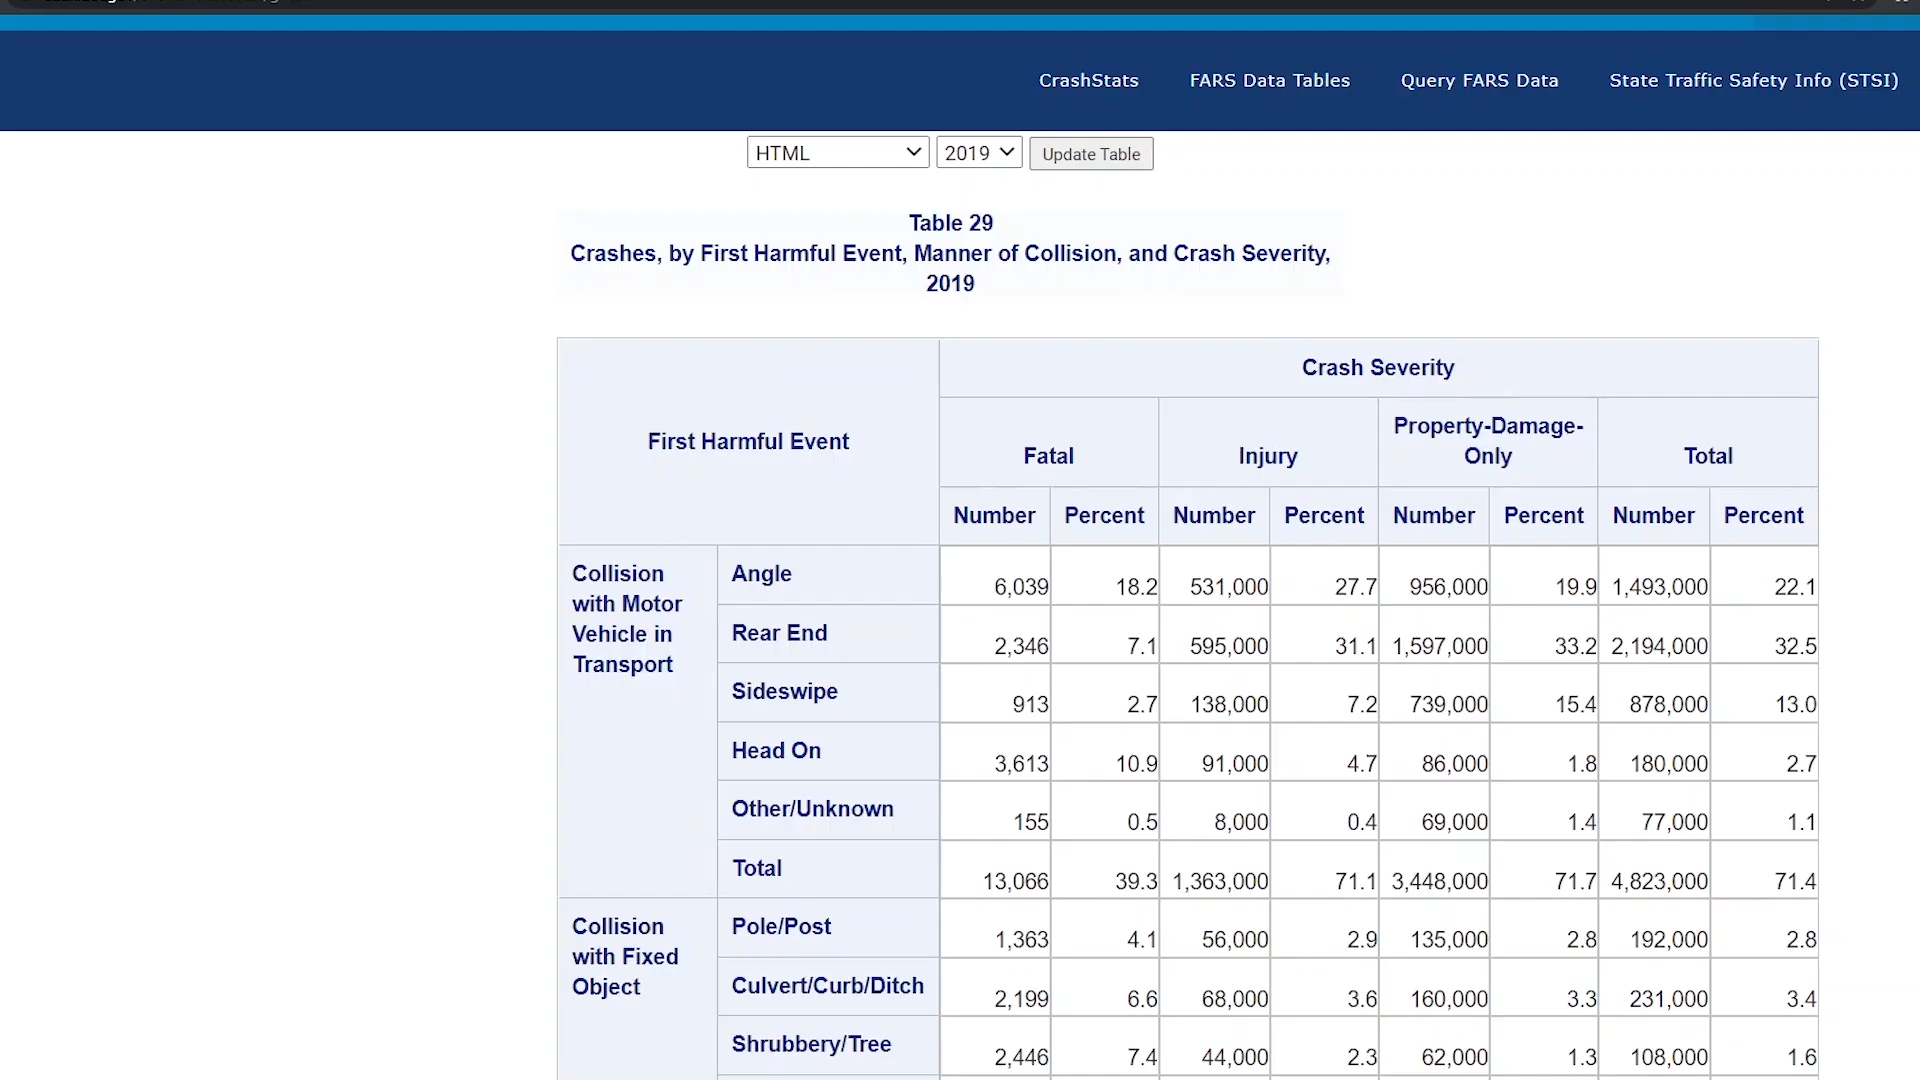 CrashStats FARS Data Tables Query FARS Data State Traffic Safety Info (STSI)
HTML 2019 Update Table
Table 29
Crashes, by First Harmful Event, Manner of Collision, and Crash Severity,
2019
First Harmful Event
Crash Severity
Fatal Injury Property-Damage-Only Total
Number Percent Number Percent Number Percent Number Percent
Collision
with Motor
Vehicle in
Transport
Angle 6,039 18.2 531,000 27.7 956,000 19.9 1,493,000 22.1
Rear End 2,346 7.1 595,000 31.1 1,597,000 33.2 2,194,000 32.5
Sideswipe 913 2.7 138,000 7.2 739,000 15.4 878,000 13.0
Head On 3,613 10.9 91,000 4.7 86,000 1.8 180,000 2.7
Other/Unknown 155 0.5 8,000 0.4 69,000 1.4 77,000 1.1
Total 13,066 39.3 1,363,000 71.1 3,448,000 71.7 4,823,000 71.4
Collision
with Fixed
Object
Pole/Post 1,363 4.1 56,000 2.9 135,000 2.8 192,000 2.8
Culvert/Curb/Ditch 2,199 6.6 68,000 3.6 160,000 3.3 231,000 3.4
Shrubbery/Tree 2,446 7.4 44,000 2.3 62,000 1.3 108,000 1.6